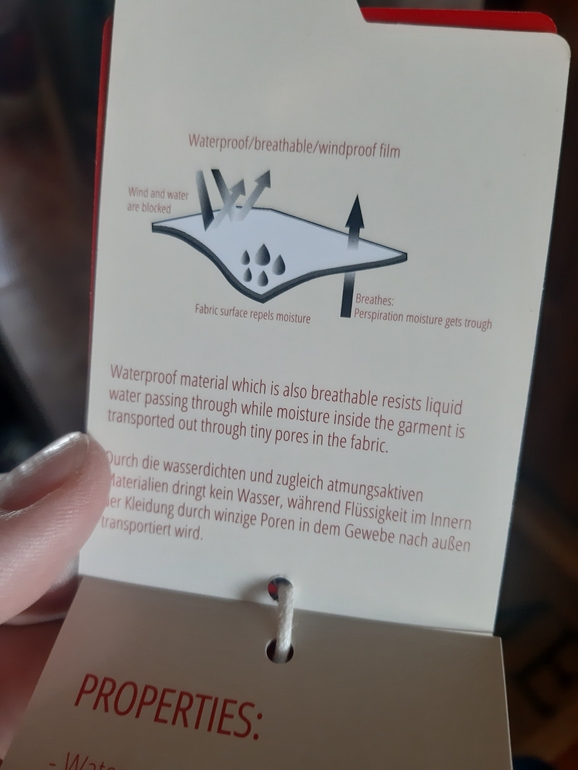 Waterproof/breathable/windproof film
Wind and water
are blocked
Breathes:
Perspiration moisture gets trough
Fabric surface repels moisture
Waterproof material which is also breathable resists liquid
water passing through while moisture inside the garment is
transported out through tiny pores in the fabric.
Durch die wasserdichten und zugleich atmungsaktiven
Materialien dringt kein Wasser, während Flüssigkeit im Innern
der Kleidung durch winzige Poren in dem Gewebe nach außen
transportiert wird.
PROPERTIES: